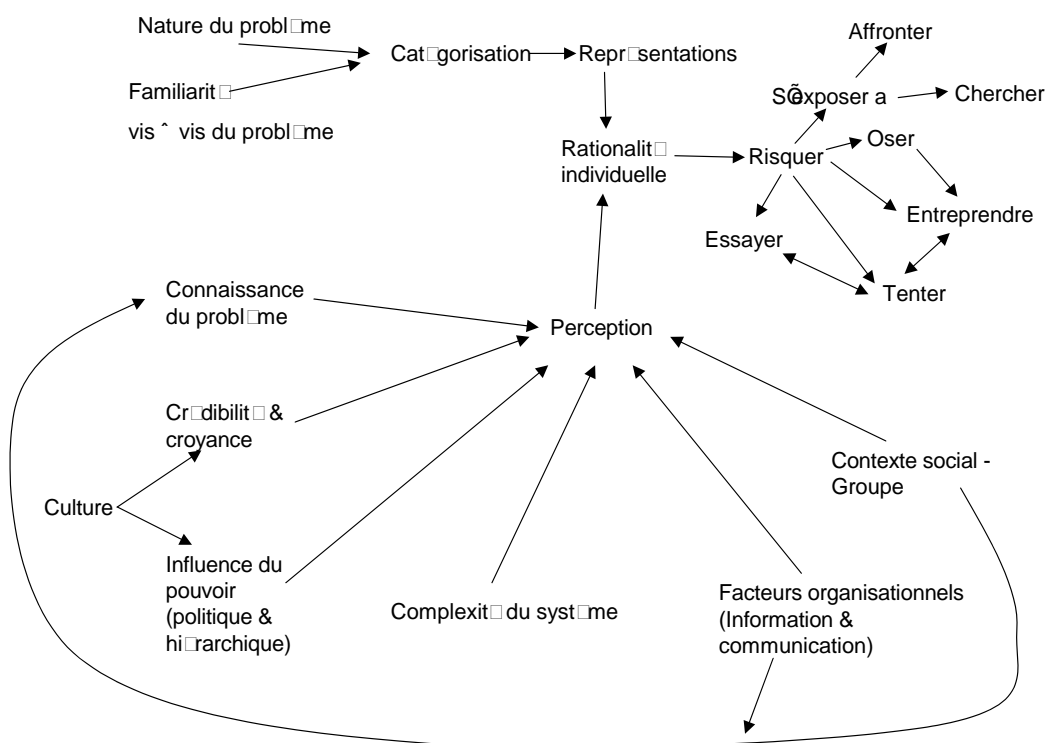 Nature du probl□me
Affronter
Cat□gorisation
Repr□sentations
Familiarit□
vis ˆ vis du probl□me
SÕexposer a
Chercher
Rationalit□
individuelle
Risquer
Oser
Entreprendre
Essayer
Tenter
Connaissance
du probl□me
Perception
Cr□dibilit□ &
croyance
Contexte social -
Groupe
Culture
Influence du
pouvoir
(politique &
hi□rarchique)
Complexit□ du syst□me
Facteurs organisationnels
(Information &
communication)